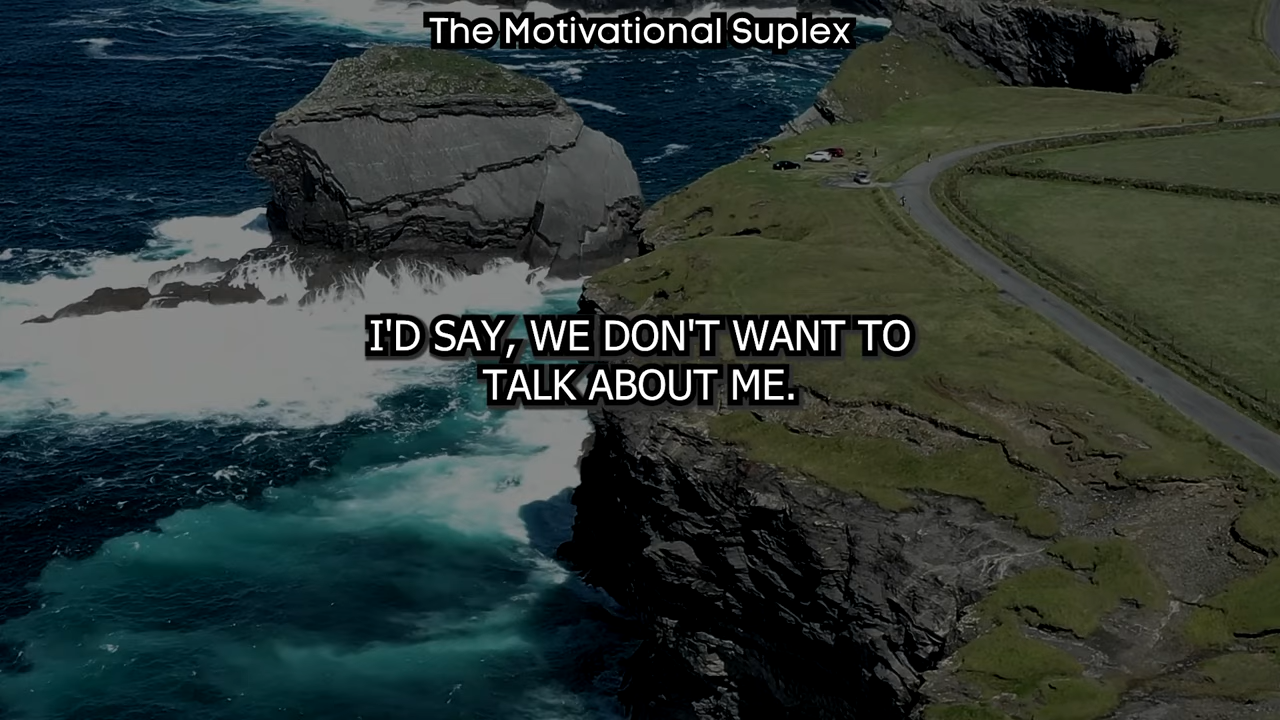 The Motivational Suplex
I'D SAY, WE DON'T WANT TO
TALK ABOUT ME.